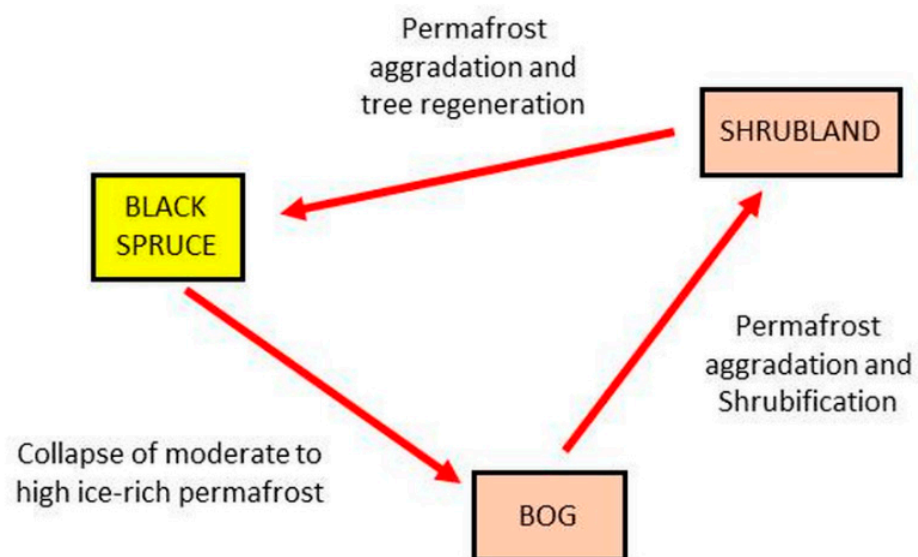 Permafrost
aggradation and
tree regeneration
SHRUBLAND
BLACK
SPRUCE
Permafrost
aggradation and
Shrubification
Collapse of moderate to
high ice-rich permafrost
BOG